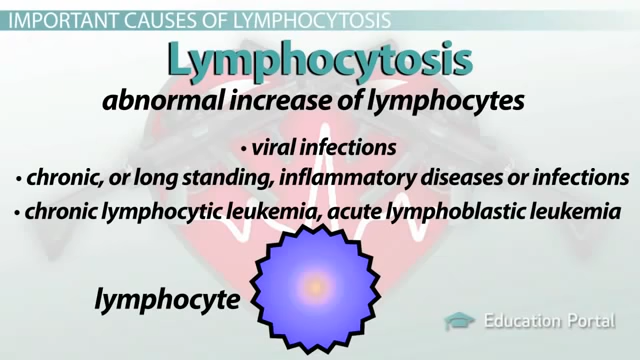 IMPORTANT CAUSES OF LYMPHOCYTOSIS
Lymphocytosis
abnormal increase of lymphocytes
• viral infections
• chronic, or long standing, inflammatory diseases or infections
• chronic lymphocytic leukemia, acute lymphoblastic leukemia
lymphocyte
Education Portal